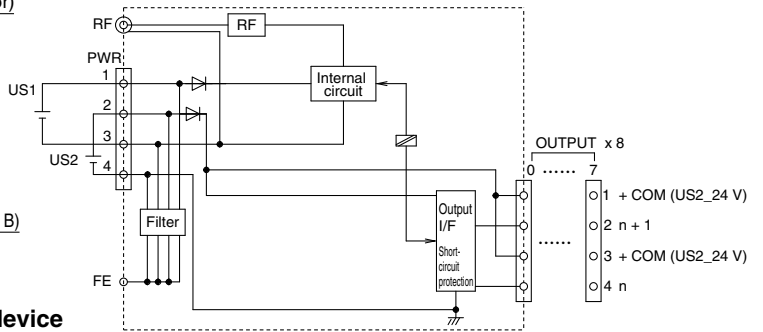 or)
RF
RF
PWR
1
US1
Internal
circuit
2
3
US2
4
OUTPUT x 8
0 ...... 7
1 + COM (US2_24 V)
Output
I/F
Short-
circuit
protection
2 n + 1
......
3 + COM (US2_24 V)
4 n
B)
Filter
FE
device